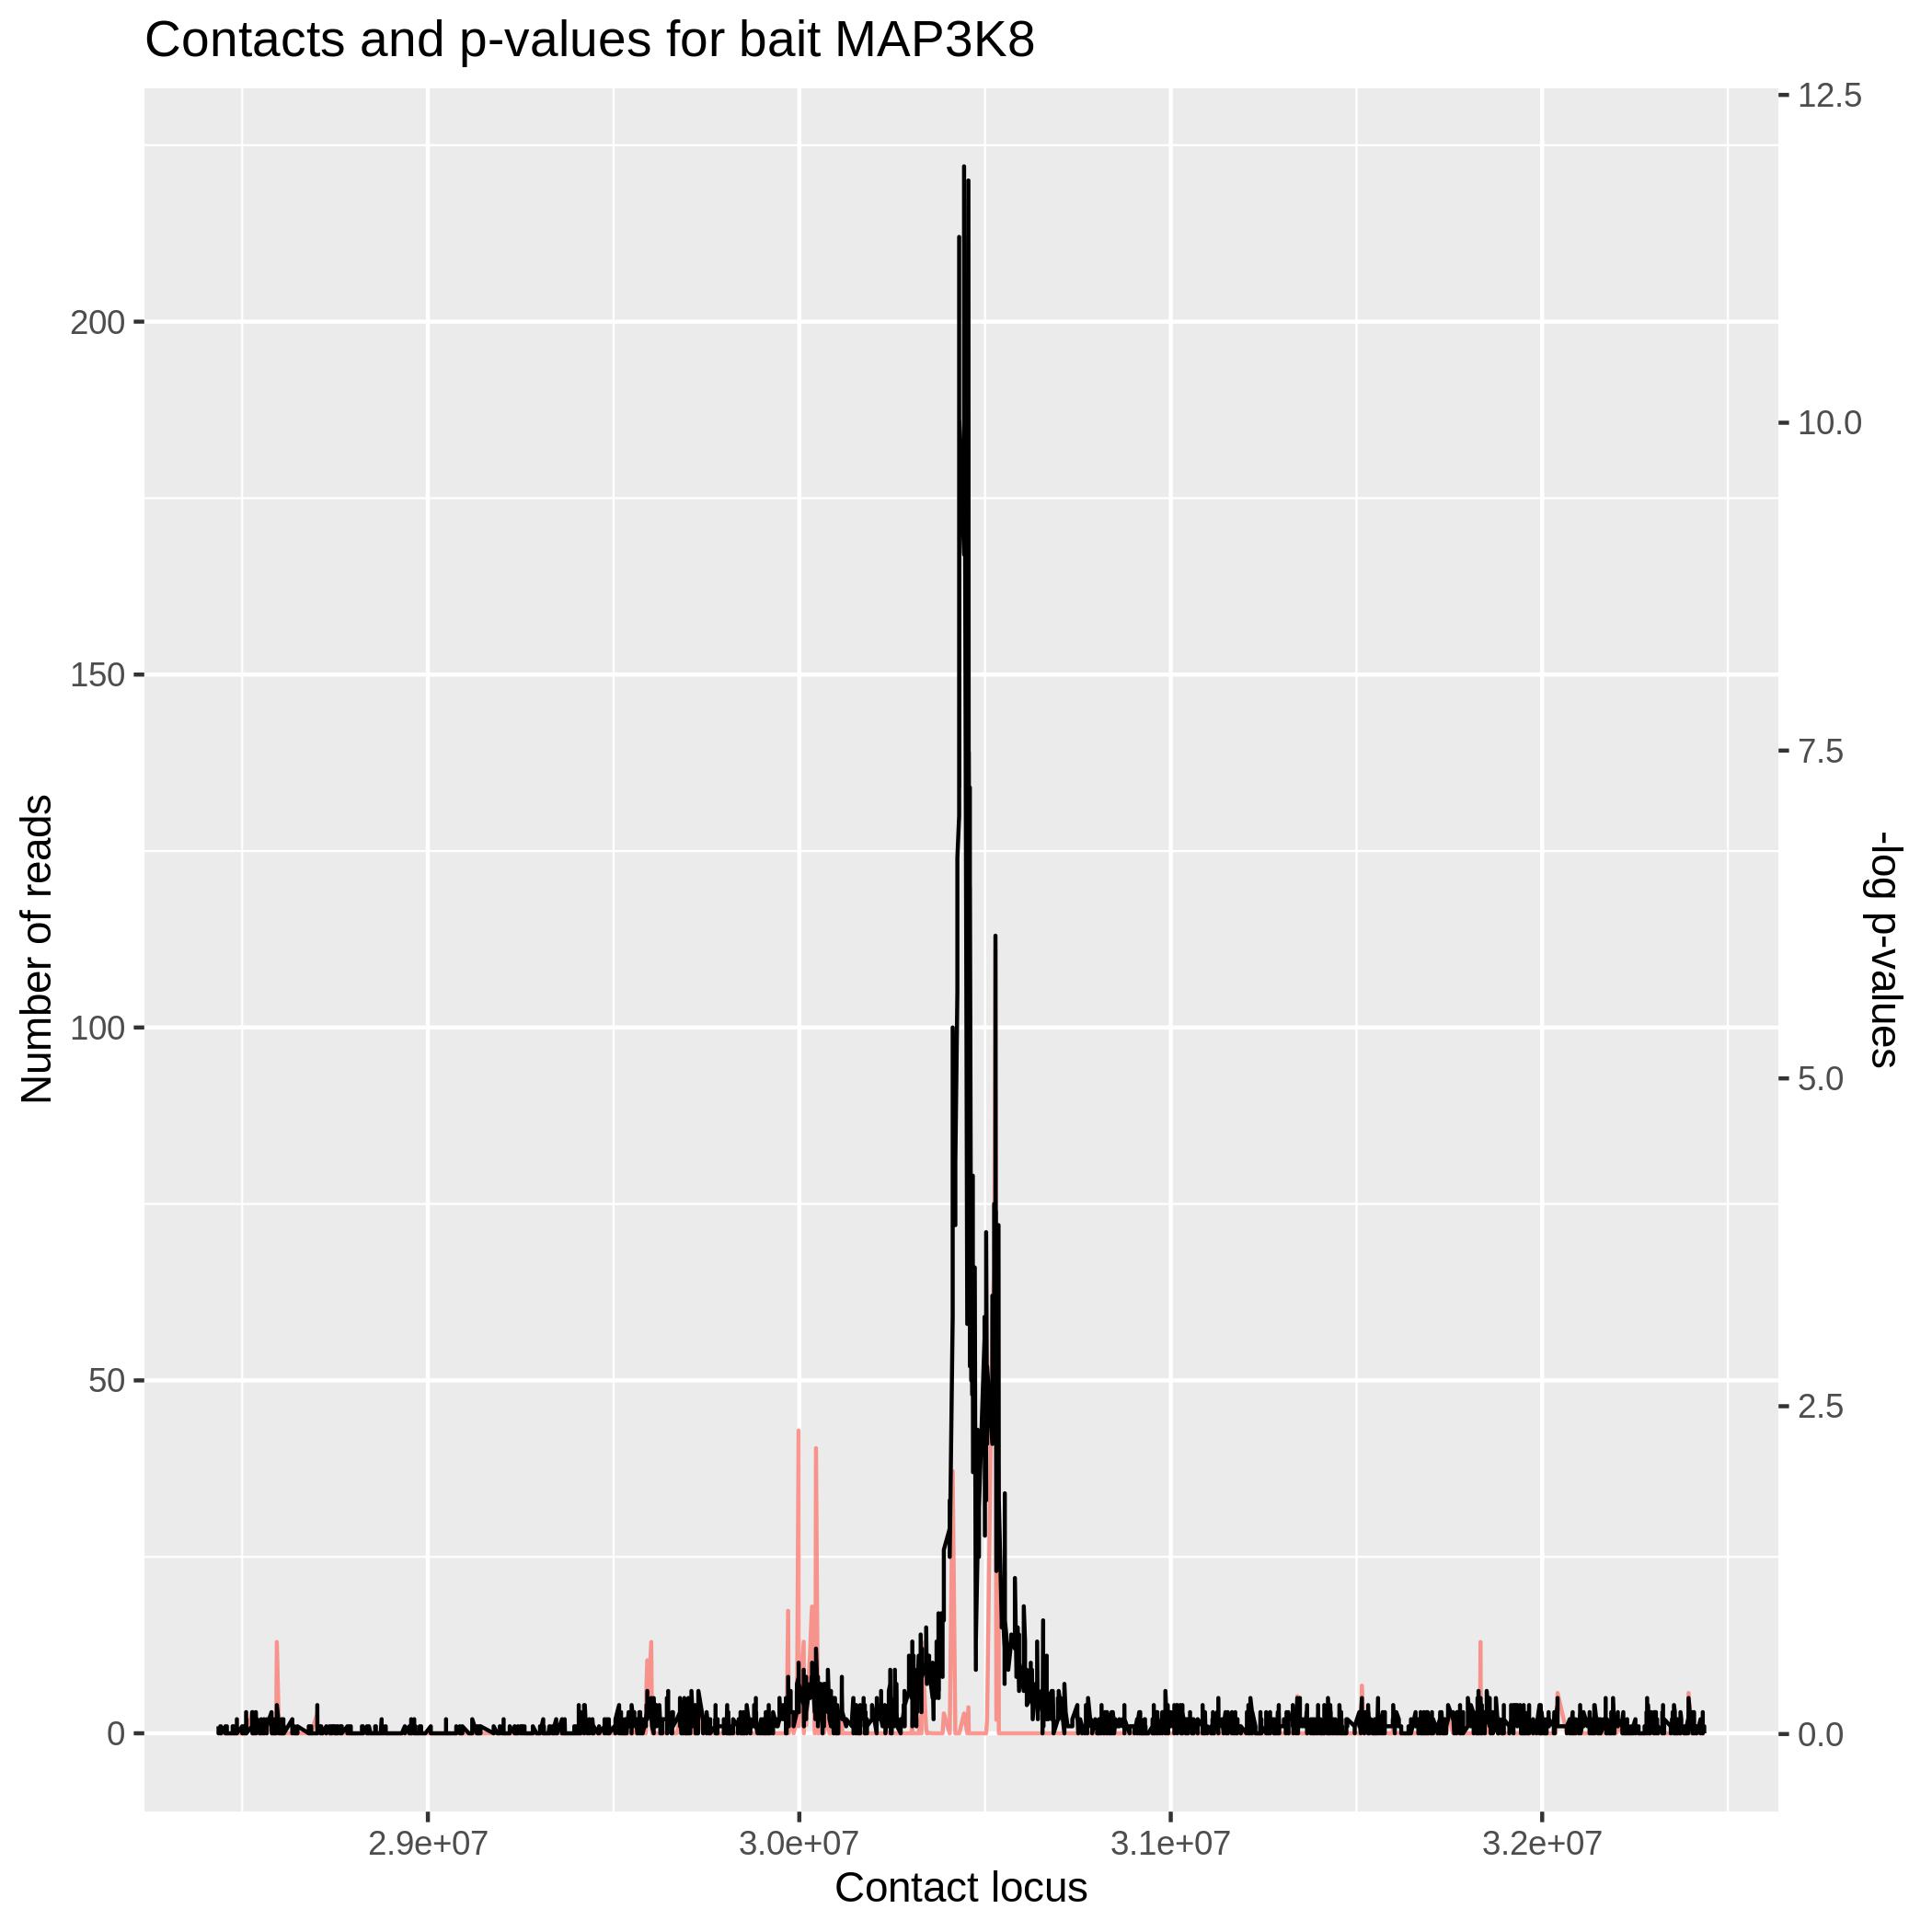 Contacts and p-values for bait MAP3K8
Number of reads
200
150
100
50
0
12.5
10.0
7.5
5.0
2.5
0.0
-log p-values
2.9e+07
3.0e+07
3.1e+07
3.2e+07
Contact locus